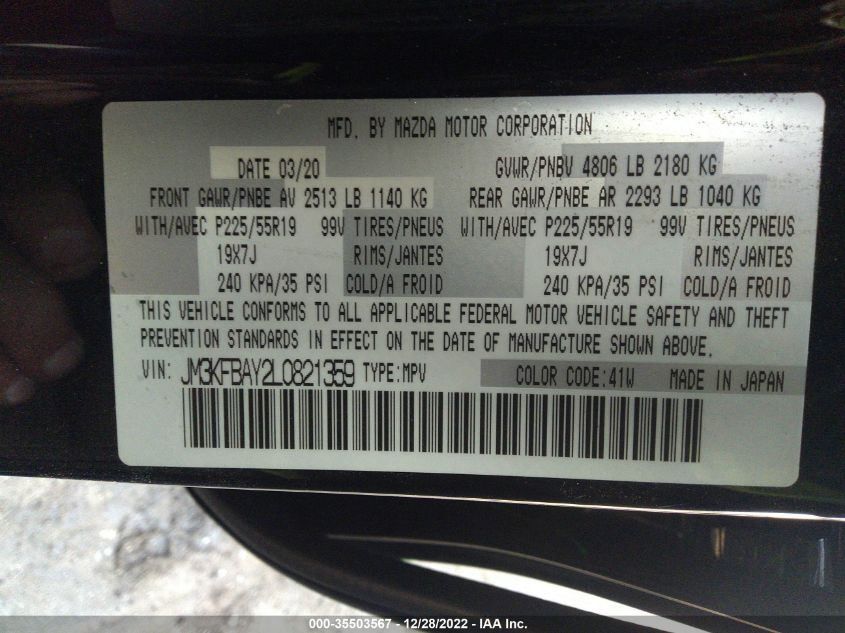 MFD. BY MAZDA MOTOR CORPORATION
DATE 03/20 GVWR/PNBV 4806 LB 2180 KG
FRONT GAWR/PNBE AV 2513 LB 1140 KG REAR GAWR/PNBE AR 2293 LB 1040 KG
WITH/AVEC P225/55R19 99V TIRES/PNEUS WITH/AVEC P225/55R19 99V TIRES/PNEUS
19X7J RIMS/JANTES 19X7J RIMS/JANTES
240 KPA/35 PSI COLD/A FROID 240 KPA/35 PSI COLD/A FROID
THIS VEHICLE CONFORMS TO ALL APPLICABLE FEDERAL MOTOR VEHICLE SAFETY AND THEFT
PREVENTION STANDARDS IN EFFECT ON THE DATE OF MANUFACTURE SHOWN ABOVE.
VIN: JM3KFBAY2L0821359 TYPE:MPV COLOR CODE:41W MADE IN JAPAN
000-35503567 - 12/28/2022 - IAA Inc.